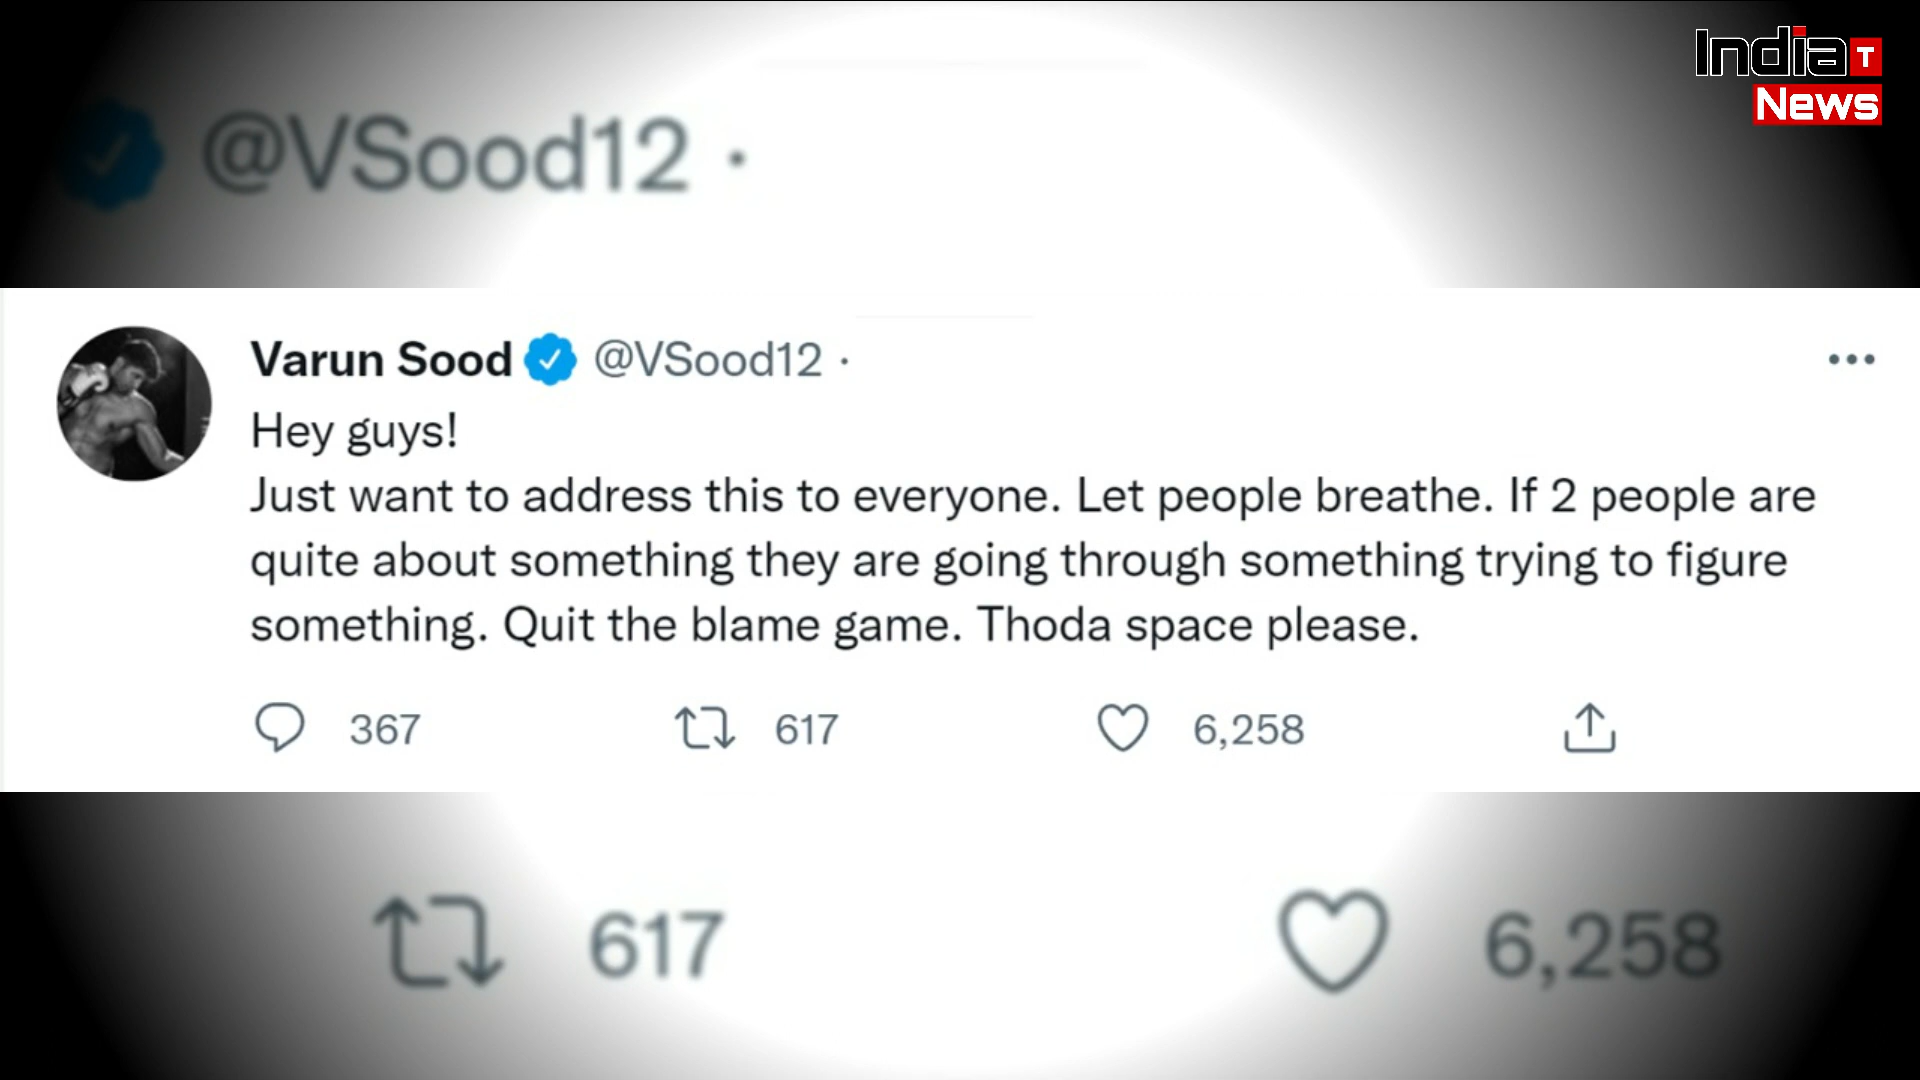 India T
News
@VSood12 ·
Varun Sood @VSood12 ·
Hey guys!
Just want to address this to everyone. Let people breathe. If 2 people are
quite about something they are going through something trying to figure
something. Quit the blame game. Thoda space please.
367 617 6,258
617 6,258